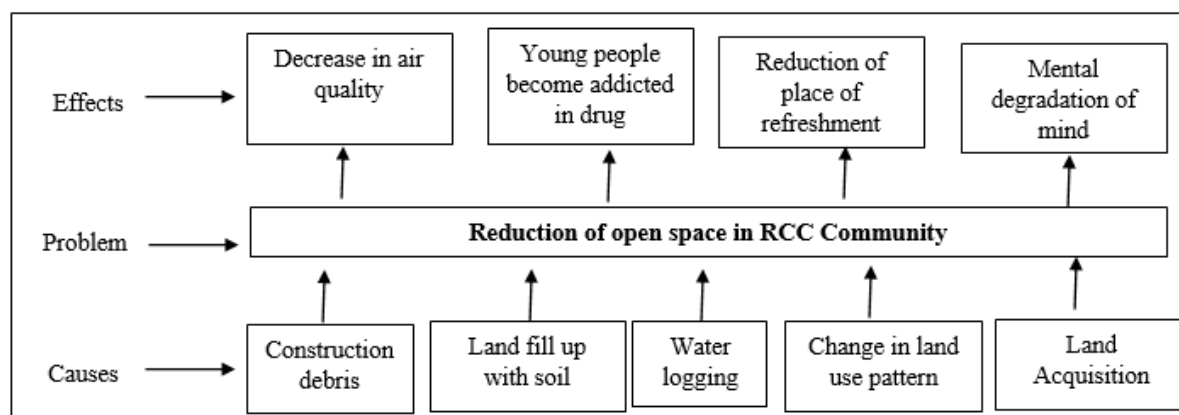 Effects
Decrease in air
quality
Young people
become addicted
in drug
Reduction of
place of
refreshment
Mental
degradation of
mind
Problem
Reduction of open space in RCC Community
Causes
Construction
debris
Land fill up
with soil
Water
logging
Change in land
use pattern
Land
Acquisition